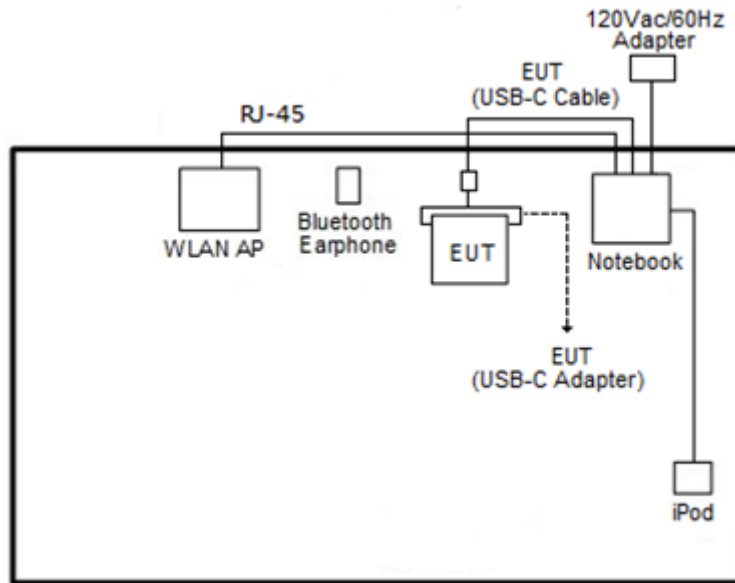 120Vac/60Hz
Adapter
EUT
(USB-C Cable)
RJ-45
WLAN AP
Bluetooth
Earphone
EUT
Notebook
EUT
(USB-C Adapter)
iPod